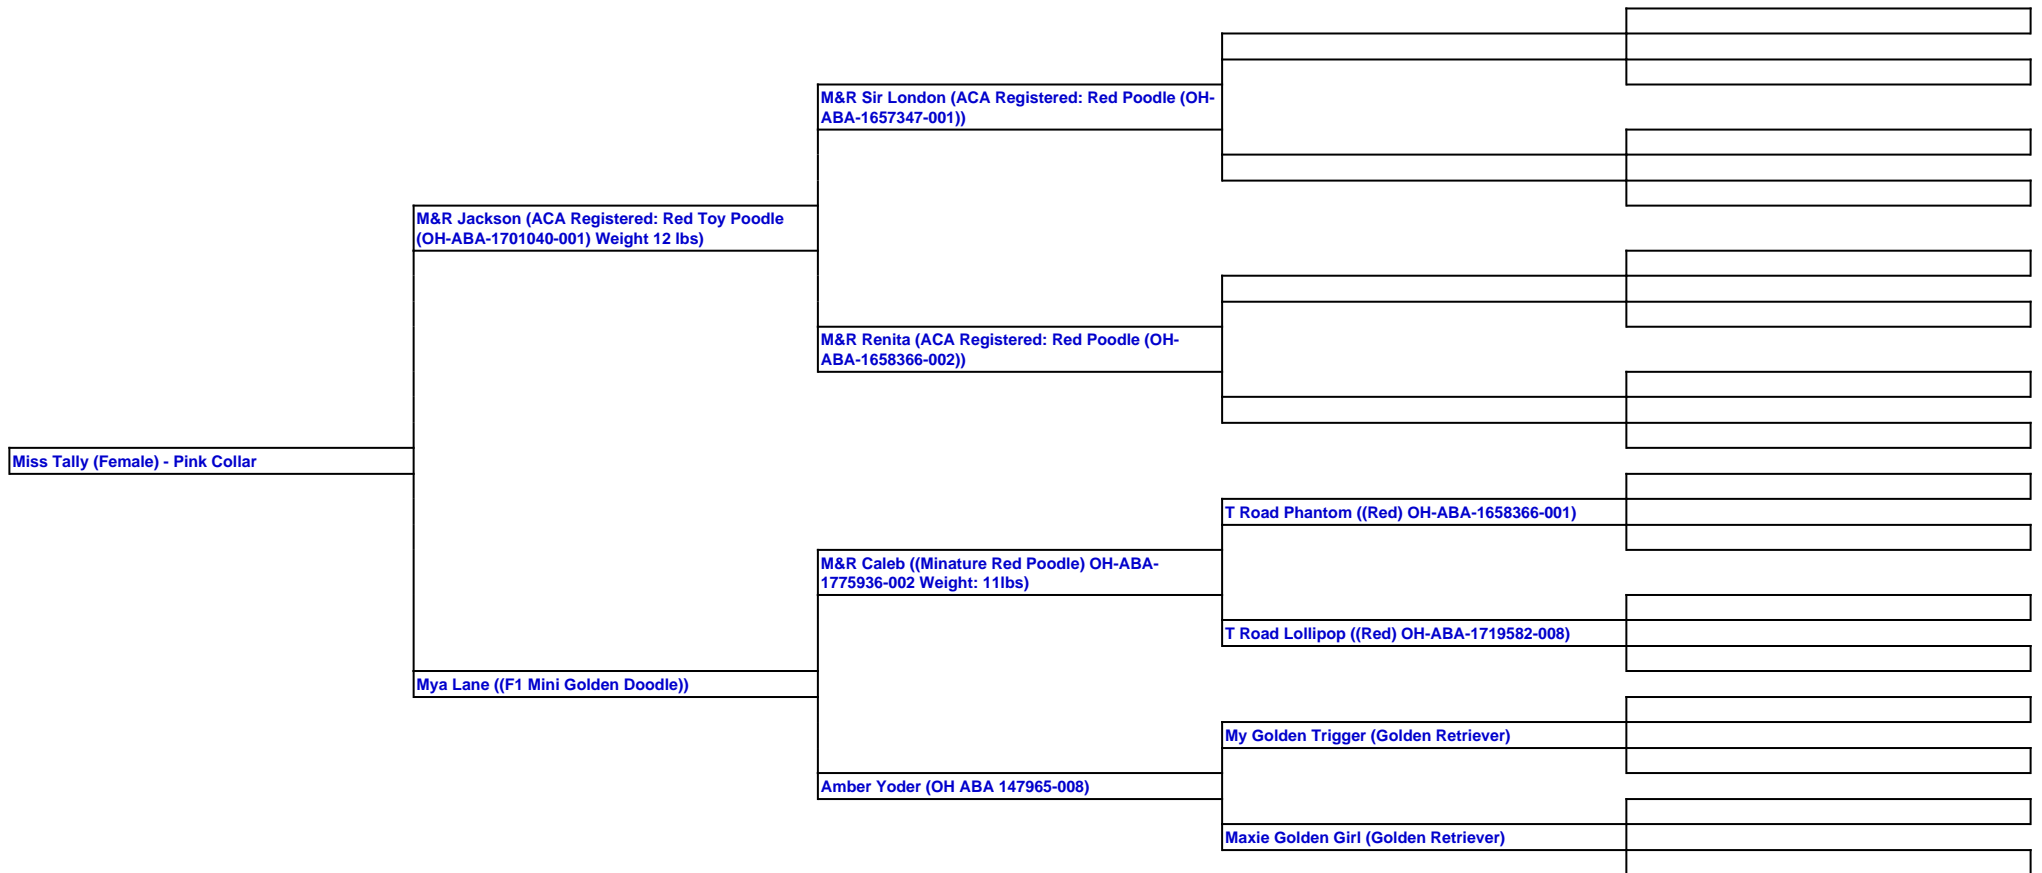 M&R Sir London (ACA Registered: Red Poodle (OH-
ABA-1657347-001))
M&R Jackson (ACA Registered: Red Toy Poodle
(OH-ABA-1701040-001) Weight 12 lbs)
M&R Renita (ACA Registered: Red Poodle (OH-
ABA-1658366-002))
Miss Tally (Female) - Pink Collar
T Road Phantom ((Red) OH-ABA-1658366-001)
M&R Caleb ((Minature Red Poodle) OH-ABA-
1775936-002 Weight: 11lbs)
T Road Lollipop ((Red) OH-ABA-1719582-008)
Mya Lane ((F1 Mini Golden Doodle))
My Golden Trigger (Golden Retriever)
Amber Yoder (OH ABA 147965-008)
Maxie Golden Girl (Golden Retriever)